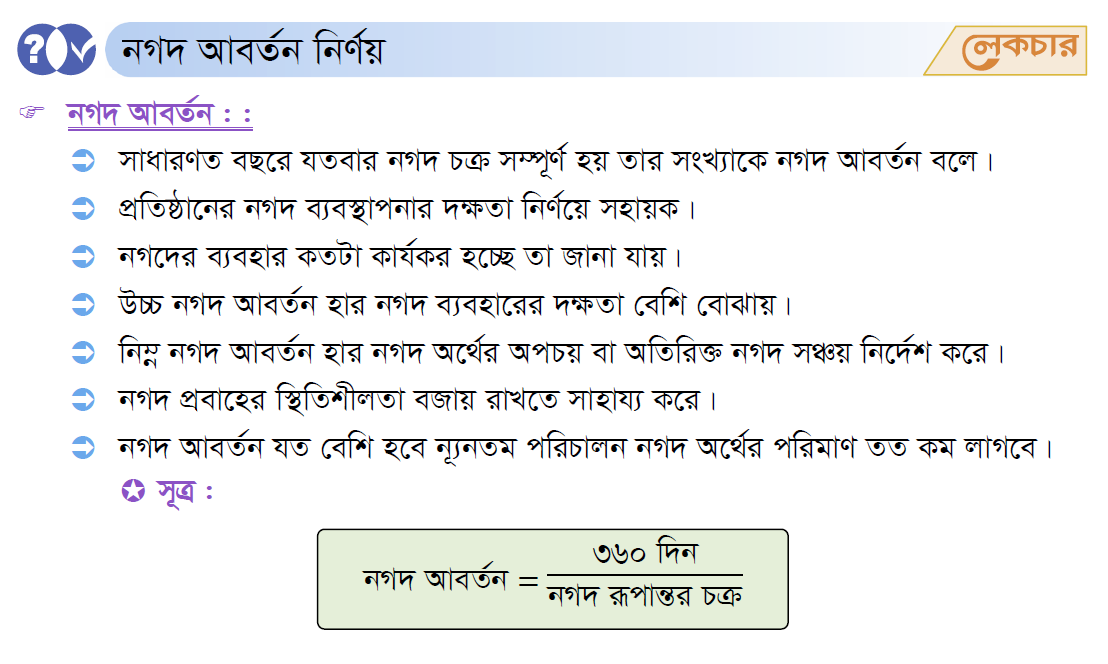 নগদ আবর্তন নির্ণয়
লেকচার
নগদ আবর্তন : :
সাধারণত বছরে যতবার নগদ চক্র সম্পূর্ণ হয় তার সংখ্যাকে নগদ আবর্তন বলে।
প্রতিষ্ঠানের নগদ ব্যবস্থাপনার দক্ষতা নির্ণয়ে সহায়ক।
নগদের ব্যবহার কতটা কার্যকর হচ্ছে তা জানা যায়।
উচ্চ নগদ আবর্তন হার নগদ ব্যবহারের দক্ষতা বেশি বোঝায়।
নিম্ন নগদ আবর্তন হার নগদ অর্থের অপচয় বা অতিরিক্ত নগদ সঞ্চয় নির্দেশ করে।
নগদ প্রবাহের স্থিতিশীলতা বজায় রাখতে সাহায্য করে।
নগদ আবর্তন যত বেশি হবে ন্যূনতম পরিচালন নগদ অর্থের পরিমাণ তত কম লাগবে।
সূত্র :
৩৬০ দিন
নগদ আবর্তন =
নগদ রূপান্তর চক্র